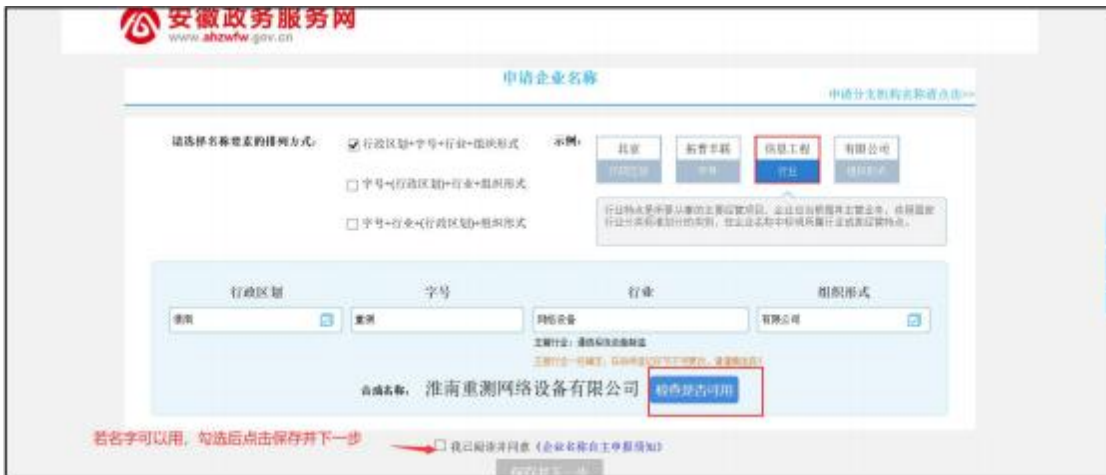 安徽政务服务网
www.ahzwfw.gov.cn
申请企业名称
申请分支机构名称请点击>>
请选择名称要素的排列方式:
行政区划+字号+行业+组织形式
示例:
北京
拓普丰联
信息工程
有限公司
行政区划
字号
行业
组织形式
字号+(行政区划)+行业+组织形式
字号+行业+(行政区划)+组织形式
行政区划
字号
行业
组织形式
淮南
重测
网络设备
有限公司
合成名称:
淮南重测网络设备有限公司
检查是否可用
若名字可以用,勾选后点击保存并下一步
我已阅读并同意《企业名称自主申报须知》
保存并下一步